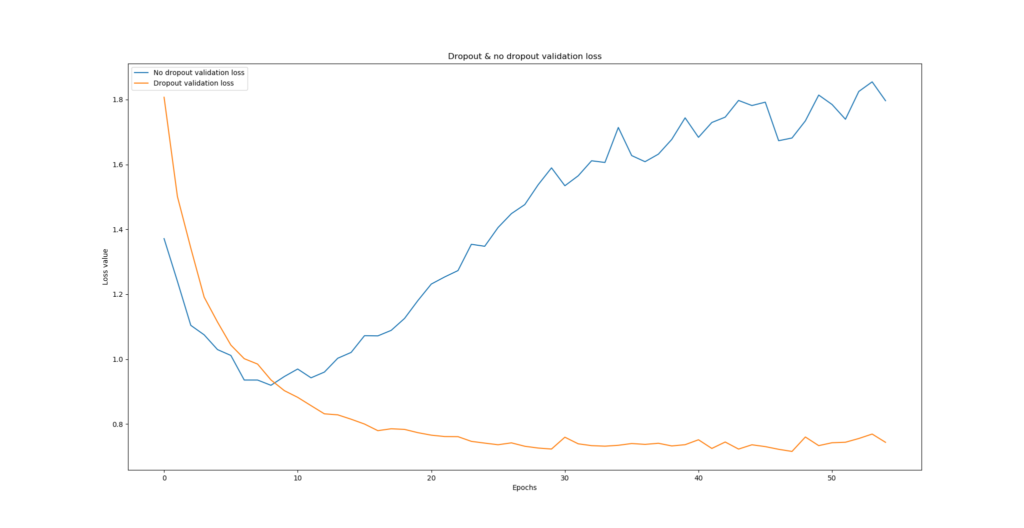 Dropout & no dropout validation loss
No dropout validation loss
Dropout validation loss
1.8
1.6
1.4
1.2
1.0
0.8
Loss value
0 10 20 30 40 50
Epochs